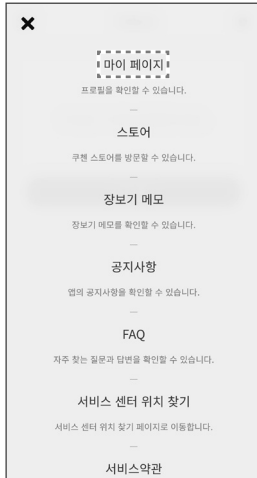 마이 페이지
프로필을 확인할 수 있습니다.
스토어
쿠첸 스토어를 방문할 수 있습니다.
장보기 메모
장보기 메모를 확인할 수 있습니다.
공지사항
앱의 공지사항을 확인할 수 있습니다.
FAQ
자주 찾는 질문과 답변을 확인할 수 있습니다.
서비스 센터 위치 찾기
서비스 센터 위치 찾기 페이지로 이동합니다.
서비스약관